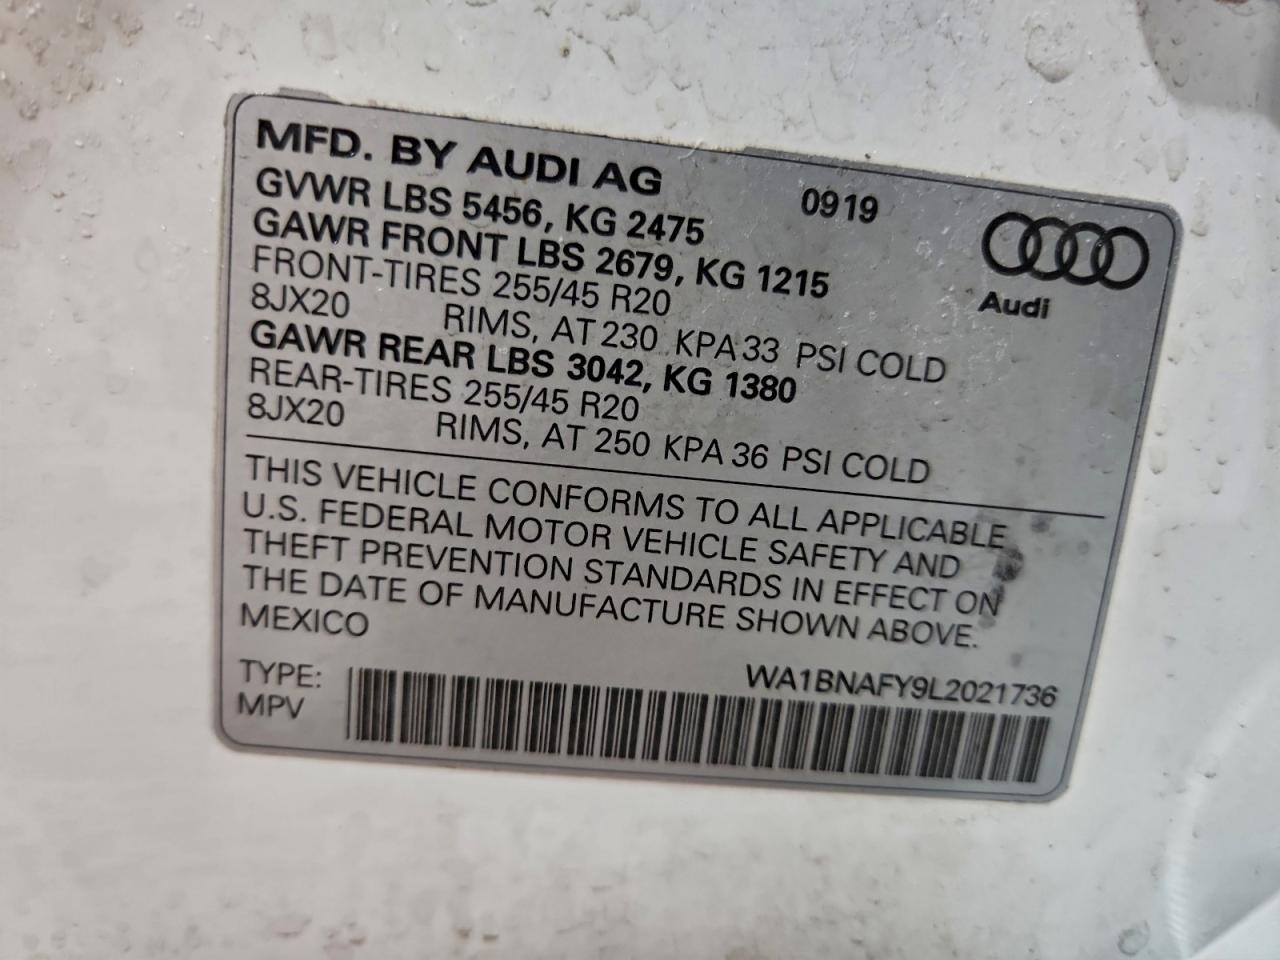 MFD. BY AUDI AG 0919
GVWR LBS 5456, KG 2475
GAWR FRONT LBS 2679, KG 1215
FRONT-TIRES 255/45 R20
8JX20 RIMS, AT 230 KPA 33 PSI COLD
GAWR REAR LBS 3042, KG 1380
REAR-TIRES 255/45 R20
8JX20 RIMS, AT 250 KPA 36 PSI COLD
Audi
THIS VEHICLE CONFORMS TO ALL APPLICABLE
U.S. FEDERAL MOTOR VEHICLE SAFETY AND
THEFT PREVENTION STANDARDS IN EFFECT ON
THE DATE OF MANUFACTURE SHOWN ABOVE.
MEXICO
TYPE:
MPV
WA1BNAFY9L2021736